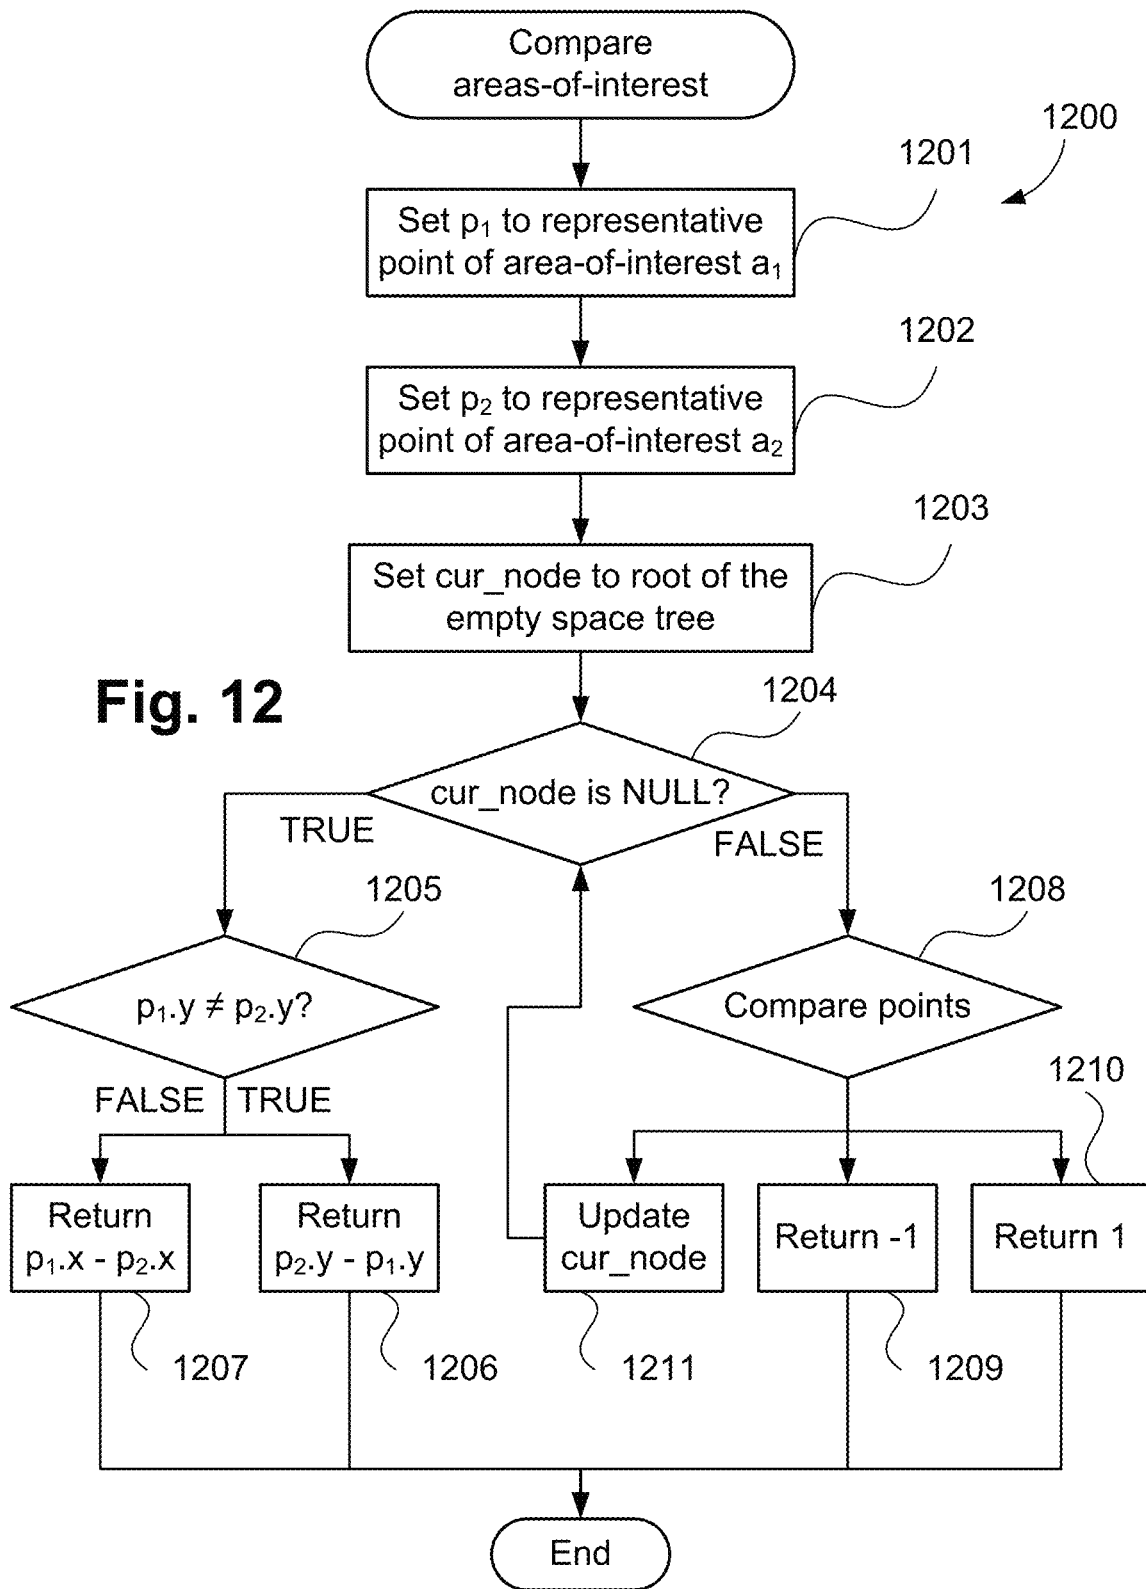 Compare
areas-of-interest
1200
1201
Set p₁ to representative
point of area-of-interest a₁
1202
Set p₂ to representative
point of area-of-interest a₂
1203
Set cur_node to root of the
empty space tree
Fig. 12
1204
cur_node is NULL?
TRUE
FALSE
1205
1208
p₁.y ≠ p₂.y?
Compare points
FALSE
TRUE
1210
Return
p₁.x - p₂.x
Return
p₂.y - p₁.y
Update
cur_node
Return -1
Return 1
1207
1206
1211
1209
End